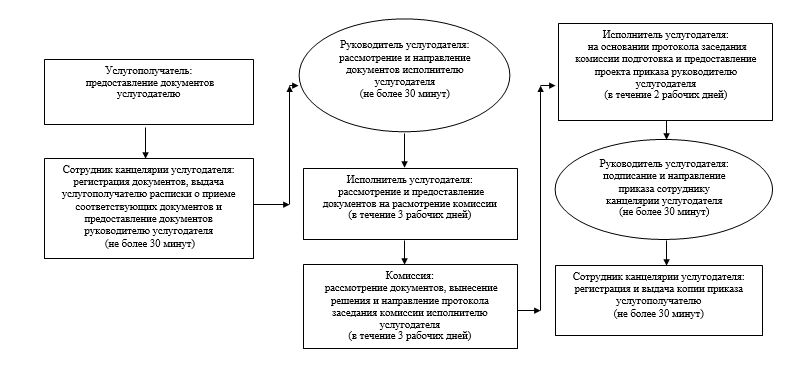 Услугополучатель:
предоставление документов
услугодателю
Сотрудник канцелярии услугодателя:
регистрация документов, выдача
услугополучателю расписки о приеме
соответствующих документов и
предоставление документов
руководителю услугодателя
(не более 30 минут)
Руководитель услугодателя:
рассмотрение и направление
документов исполнителю
услугодателя
(не более 30 минут)
Исполнитель услугодателя:
рассмотрение и предоставление
документов на расмотрение комиссии
(в течение 3 рабочих дней)
Комиссия:
рассмотрение документов, вынесение
решения и направление протокола
заседания комиссии исполнителю
услугодателя
(в течение 3 рабочих дней)
Исполнитель услугодателя:
на основании протокола заседания
комиссии подготовка и предоставление
проекта приказа руководителю
услугодателя
(в течение 2 рабочих дней)
Руководитель услугодателя:
подписание и направление
приказа сотруднику
канцелярии услугодателя
(не более 30 минут)
Сотрудник канцелярии услугодателя:
регистрация и выдача копии приказа
услугополучателю
(не более 30 минут)